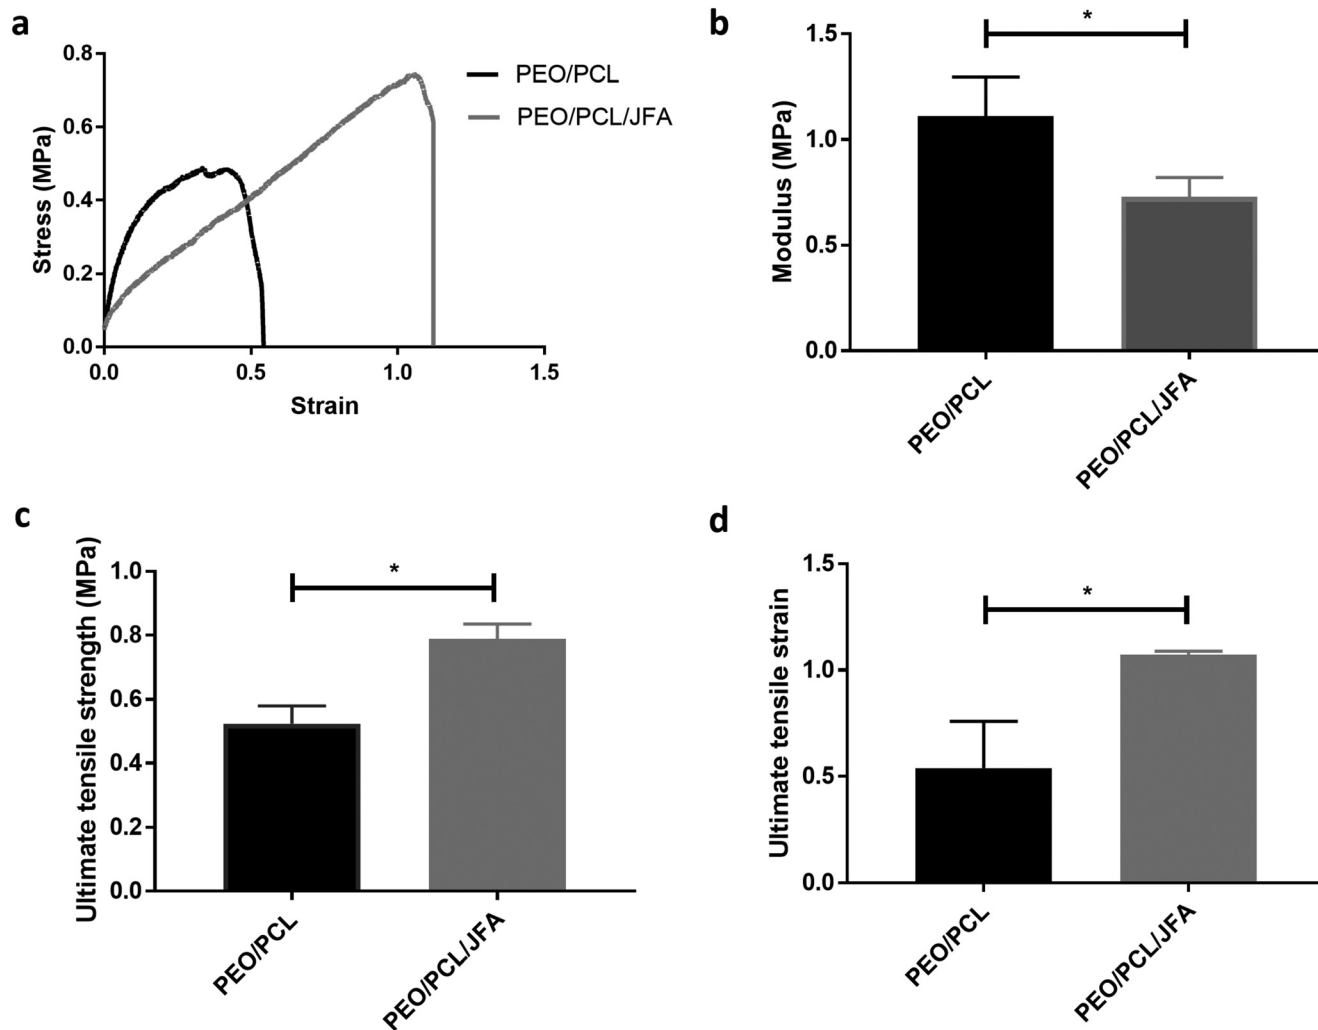 a
0.8
0.6
0.4
0.2
0.0
Stress (MPa)
0.0 0.5 1.0 1.5
Strain
PEO/PCL
PEO/PCL/JFA
b
*
1.5
1.0
0.5
0.0
Modulus (MPa)
PEO/PCL
PEO/PCL/JFA
c
*
1.0
0.8
0.6
0.4
0.2
0.0
Ultimate tensile strength (MPa)
PEO/PCL
PEO/PCL/JFA
d
*
1.5
1.0
0.5
0.0
Ultimate tensile strain
PEO/PCL
PEO/PCL/JFA